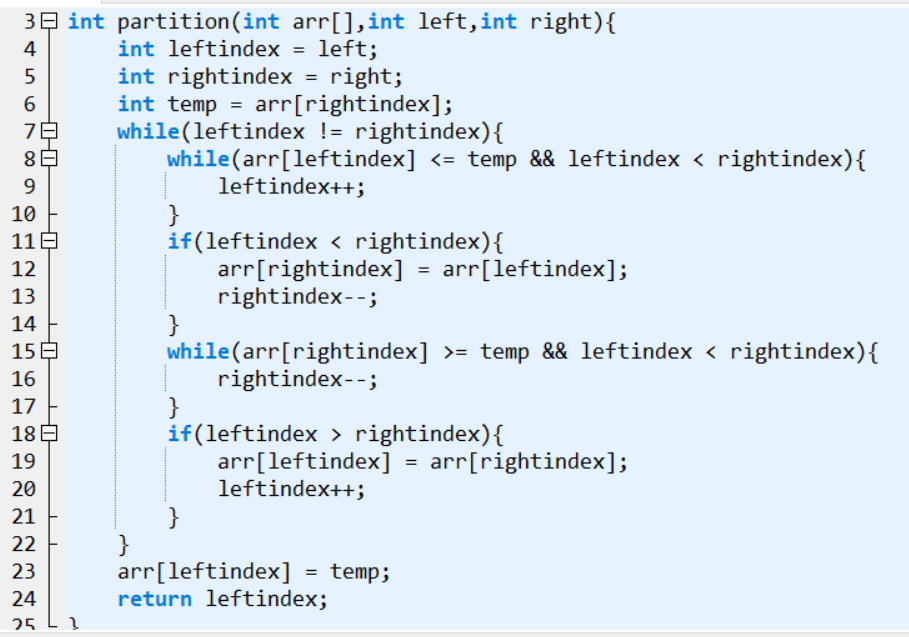 3 int partition(int arr[],int left,int right){
4 int leftindex = left;
5 int rightindex = right;
6 int temp = arr[rightindex];
7 while(leftindex != rightindex){
8 while(arr[leftindex] <= temp && leftindex < rightindex){
9 leftindex++;
10 }
11 if(leftindex < rightindex){
12 arr[rightindex] = arr[leftindex];
13 rightindex--;
14 }
15 while(arr[rightindex] >= temp && leftindex < rightindex){
16 rightindex--;
17 }
18 if(leftindex > rightindex){
19 arr[leftindex] = arr[rightindex];
20 leftindex++;
21 }
22 }
23 arr[leftindex] = temp;
24 return leftindex;
25 }